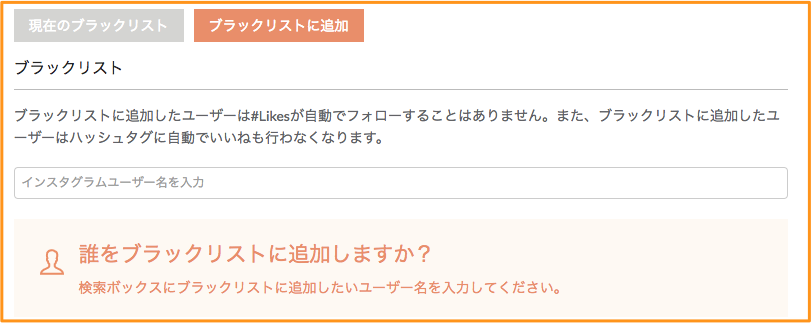 現在のブラックリスト
ブラックリストに追加
ブラックリスト
ブラックリストに追加したユーザーは#Likesが自動でフォローすることはありません。また、ブラックリストに追加したユ
ーザーはハッシュタグに自動でいいねも行わなくなります。
インスタグラムユーザー名を入力
誰をブラックリストに追加しますか？
検索ボックスにブラックリストに追加したいユーザー名を入力してください。